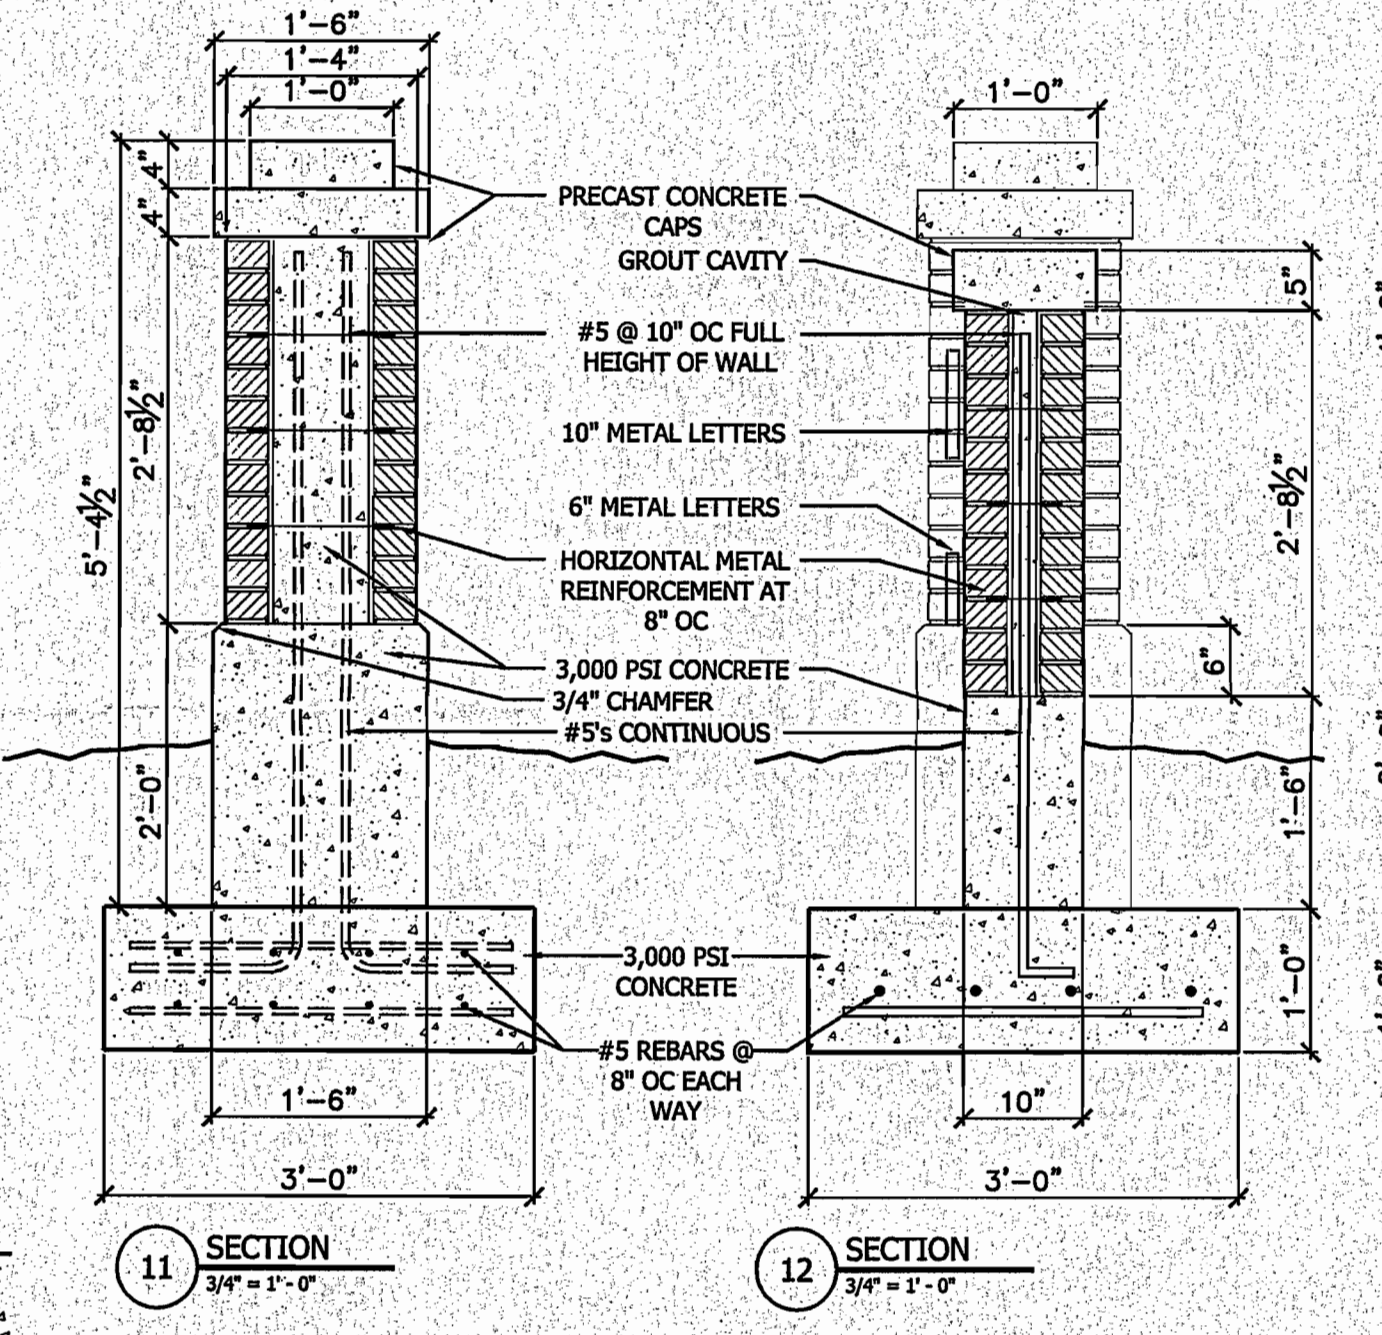 1'-6"
1'-4"
1'-0"
1'-0"
4"
4"
PRECAST CONCRETE
CAPS
GROUT CAVITY
5"
#5 @ 10" OC FULL
HEIGHT OF WALL
2'-8½"
10" METAL LETTERS
5'-4½"
6" METAL LETTERS
2'-8½"
HORIZONTAL METAL
REINFORCEMENT AT
8" OC
3,000 PSI CONCRETE
6"
3/4" CHAMFER
#5's CONTINUOUS
2'-0"
1'-6"
3,000 PSI
CONCRETE
1'-0"
#5 REBARS @
8" OC EACH
WAY
1'-6"
10"
3'-0"
3'-0"
11
SECTION
3/4" = 1' - 0"
12
SECTION
3/4" = 1' - 0"